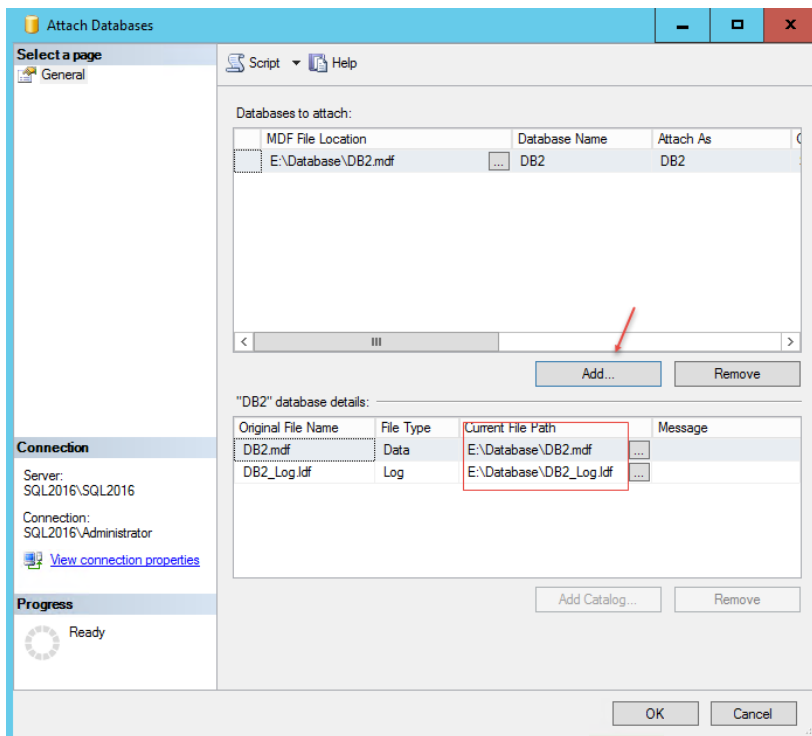 Attach Databases
Select a page
General
Script Help
Databases to attach:
MDF File Location Database Name Attach As
E:\Database\DB2.mdf ... DB2 DB2
Add... Remove
"DB2" database details:
Original File Name File Type Current File Path Message
DB2.mdf Data E:\Database\DB2.mdf ...
DB2_Log.ldf Log E:\Database\DB2_Log.ldf ...
Add Catalog... Remove
Connection
Server:
SQL2016\SQL2016
Connection:
SQL2016\Administrator
View connection properties
Progress
Ready
OK Cancel